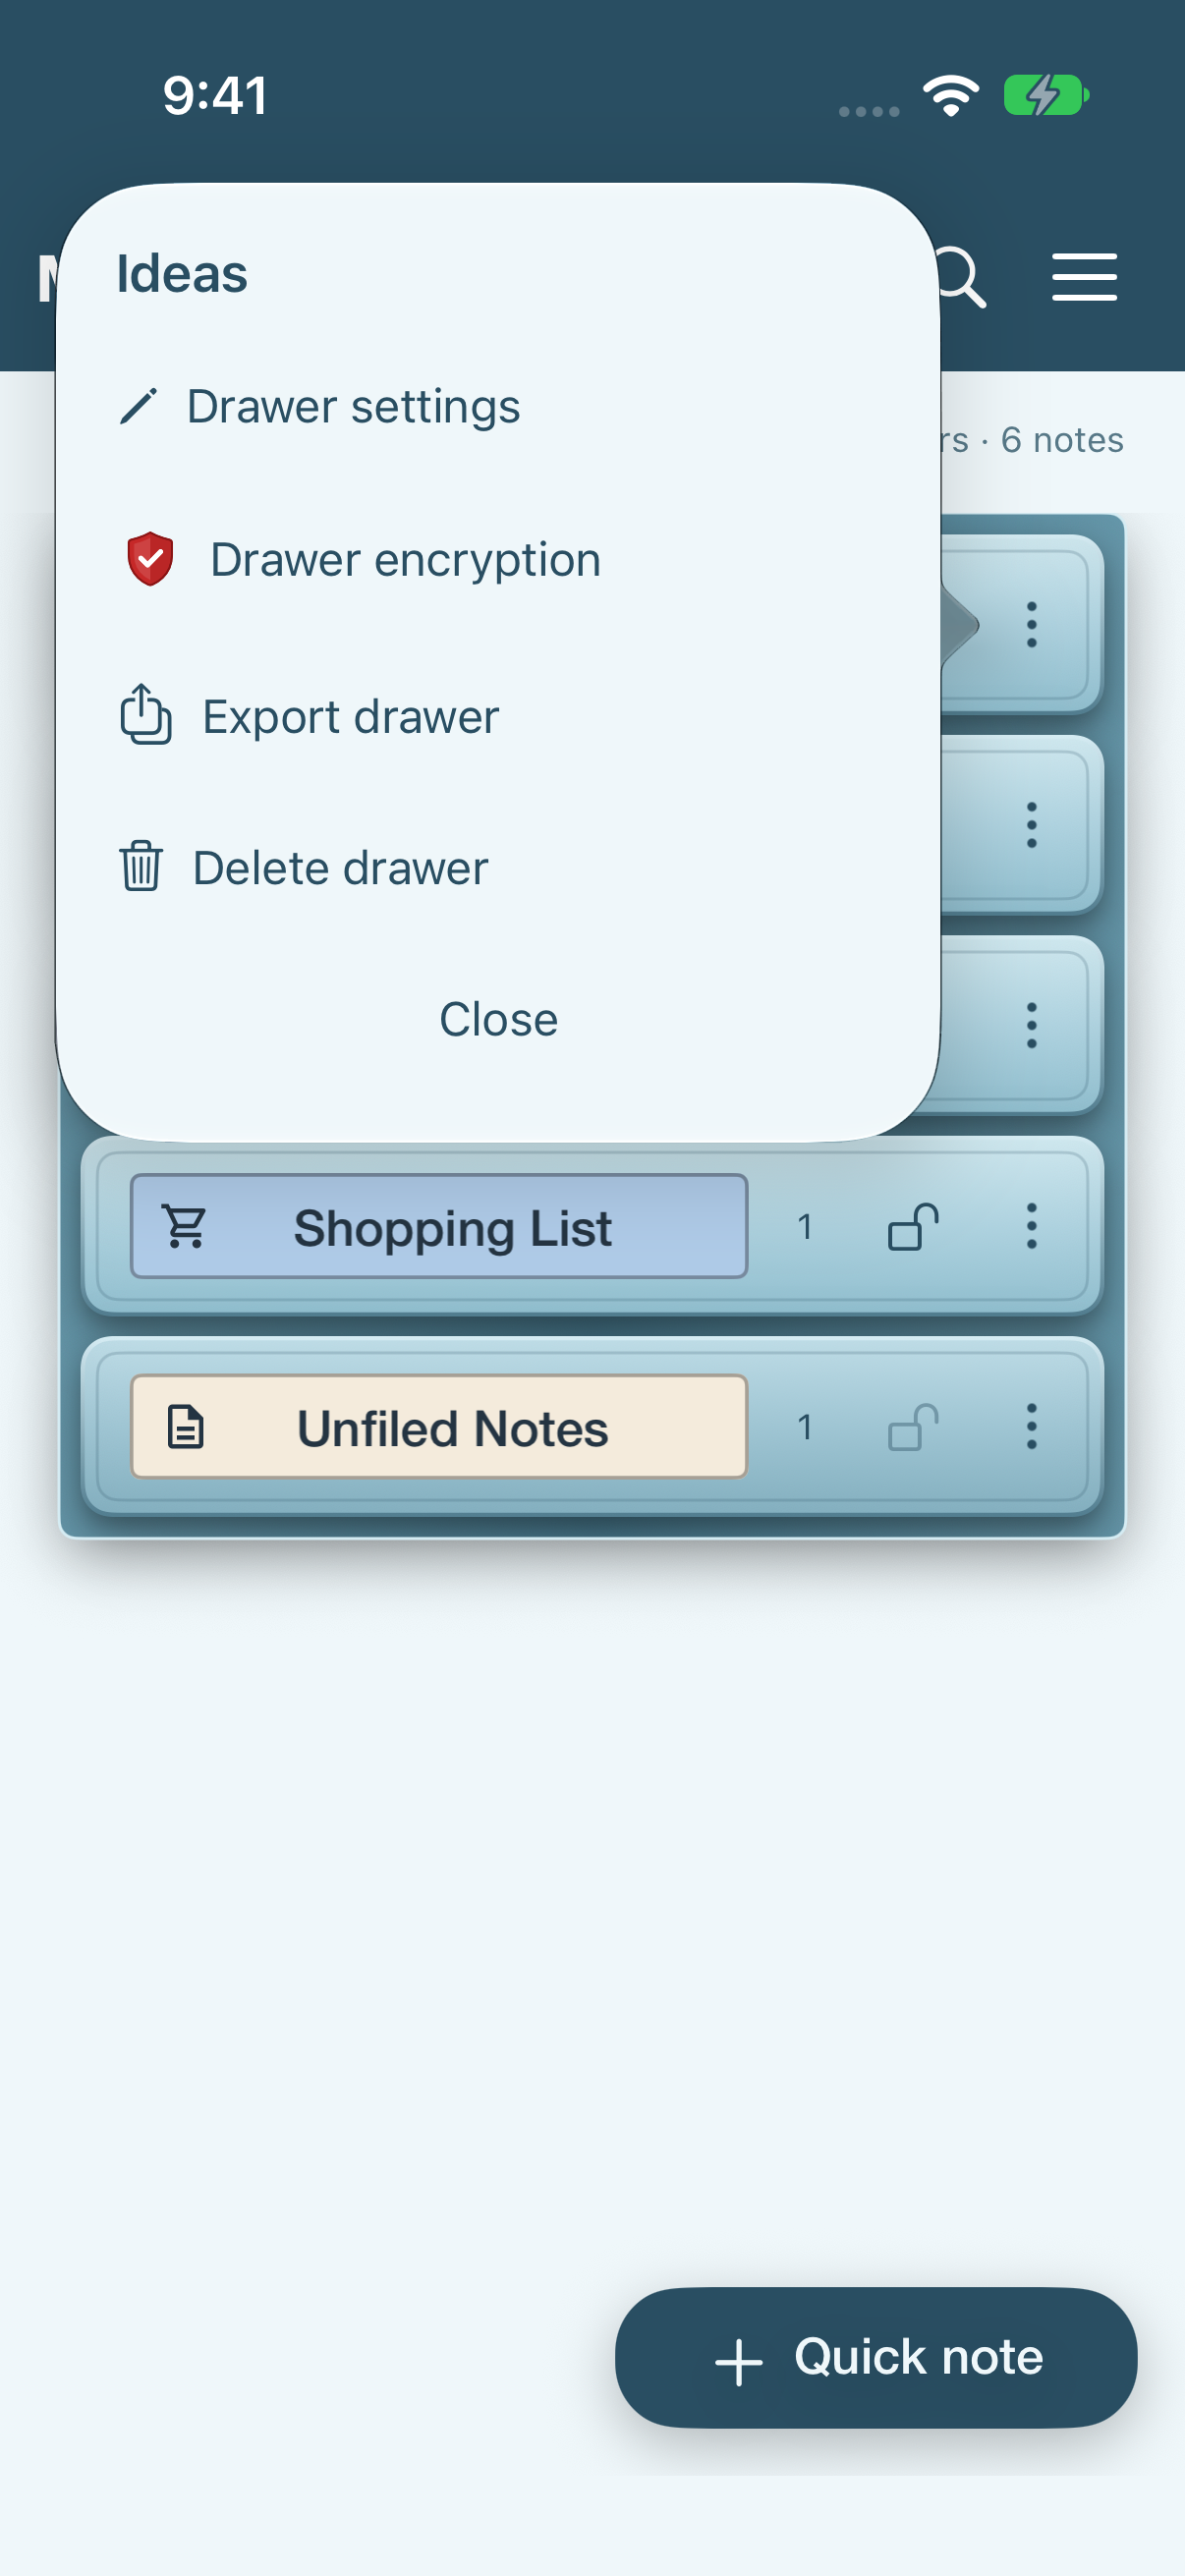 9:41
Ideas
Drawer settings
6 notes
Drawer encryption
Export drawer
Delete drawer
Close
Shopping List 1
Unfiled Notes 1
Quick note